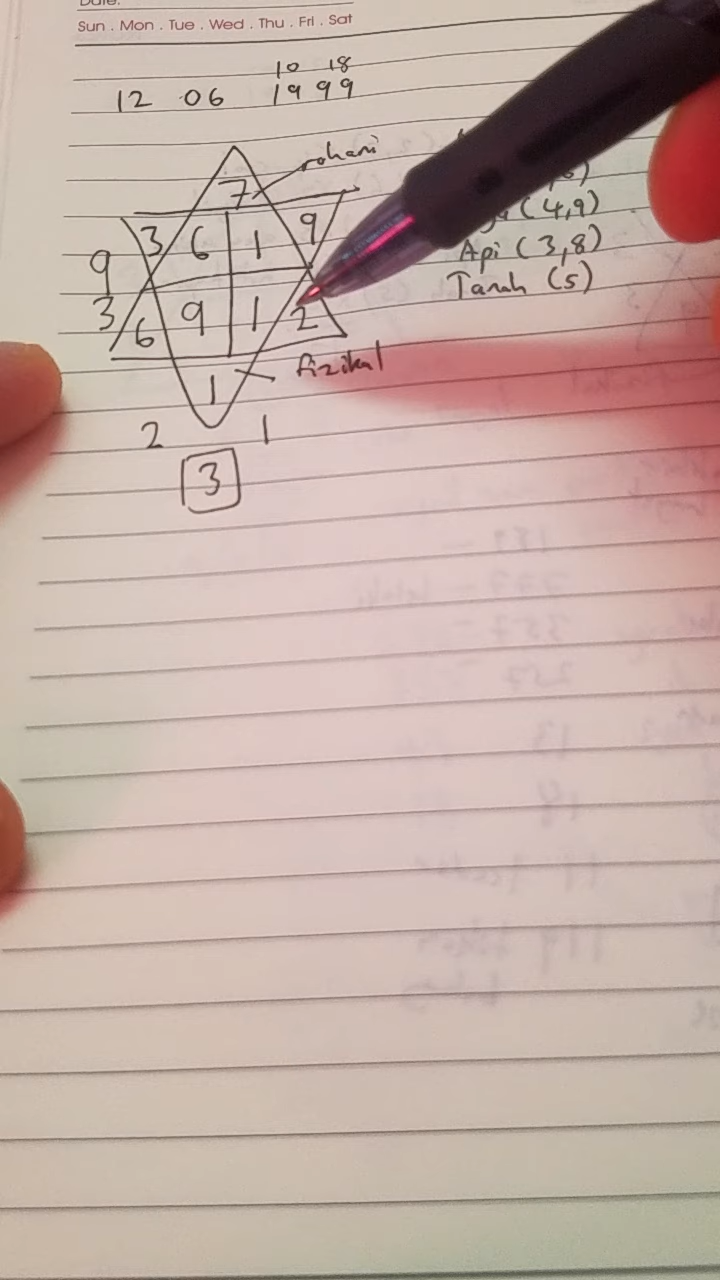 Date:
Sun . Mon . Tue . Wed . Thu . Fri . Sat
10 18
12 06 1999
rohani
7
3 6 1 9
9
3
6 9 1 2
(4,9)
Api (3,8)
Tanah (5)
fizikal
1
2 1
3